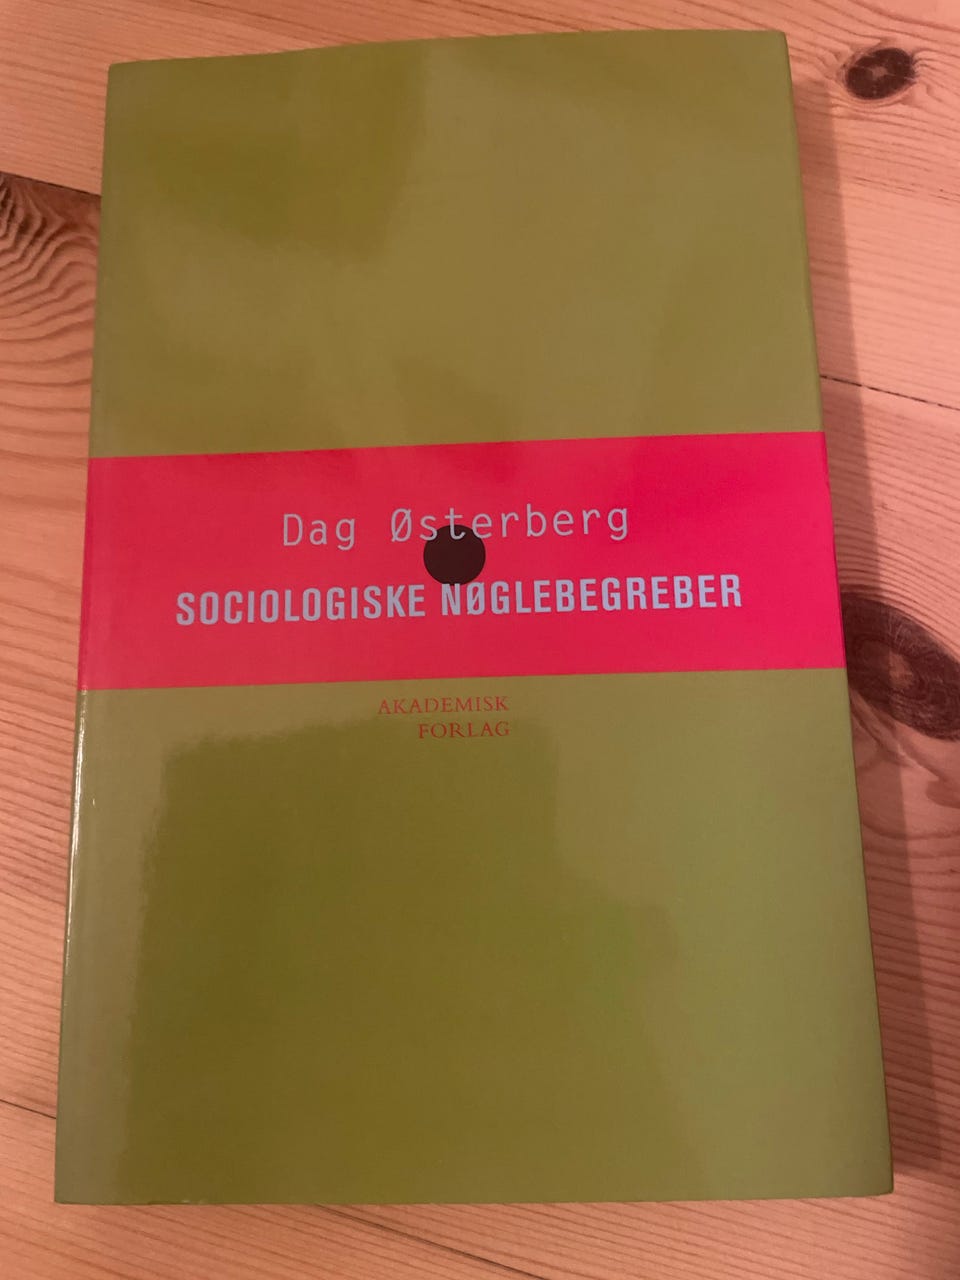 Dag Østerberg
SOCIOLOGISKE NØGLEBEGREBER
AKADEMISK
FORLAG